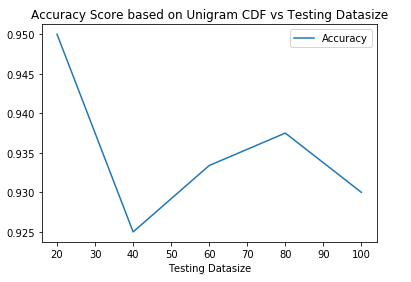 Accuracy Score based on Unigram CDF vs Testing Datasize
Accuracy
0.950
0.945
0.940
0.935
0.930
0.925
20 30 40 50 60 70 80 90 100
Testing Datasize